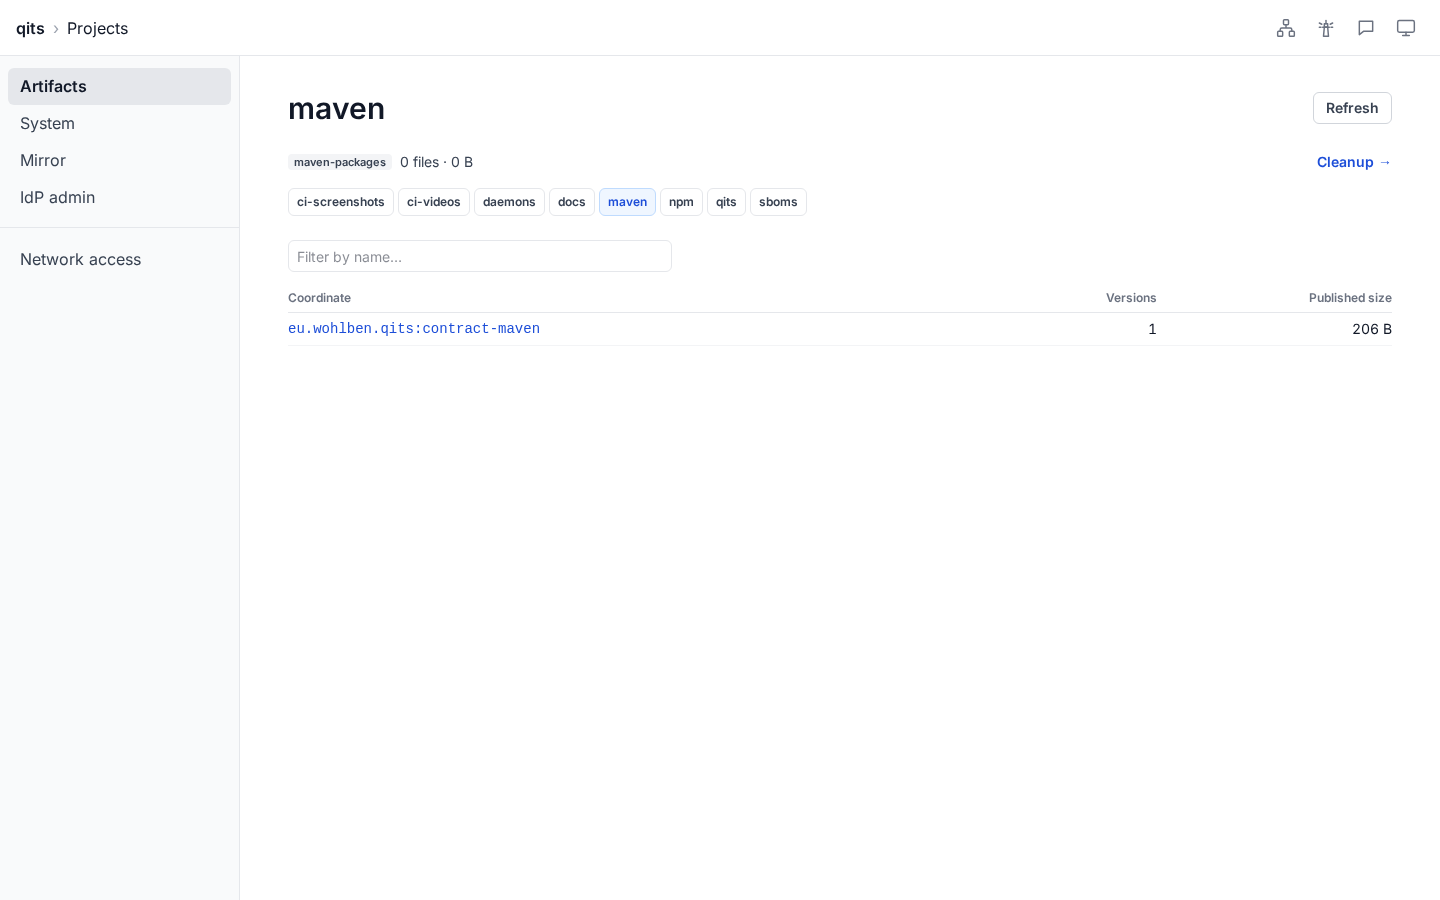 qits › Projects
Artifacts
System
Mirror
IdP admin
Network access
maven
Refresh
maven-packages 0 files · 0 B
Cleanup →
ci-screenshots ci-videos daemons docs maven npm qits sboms
Filter by name...
Coordinate Versions Published size
eu.wohlben.qits:contract-maven 1 206 B